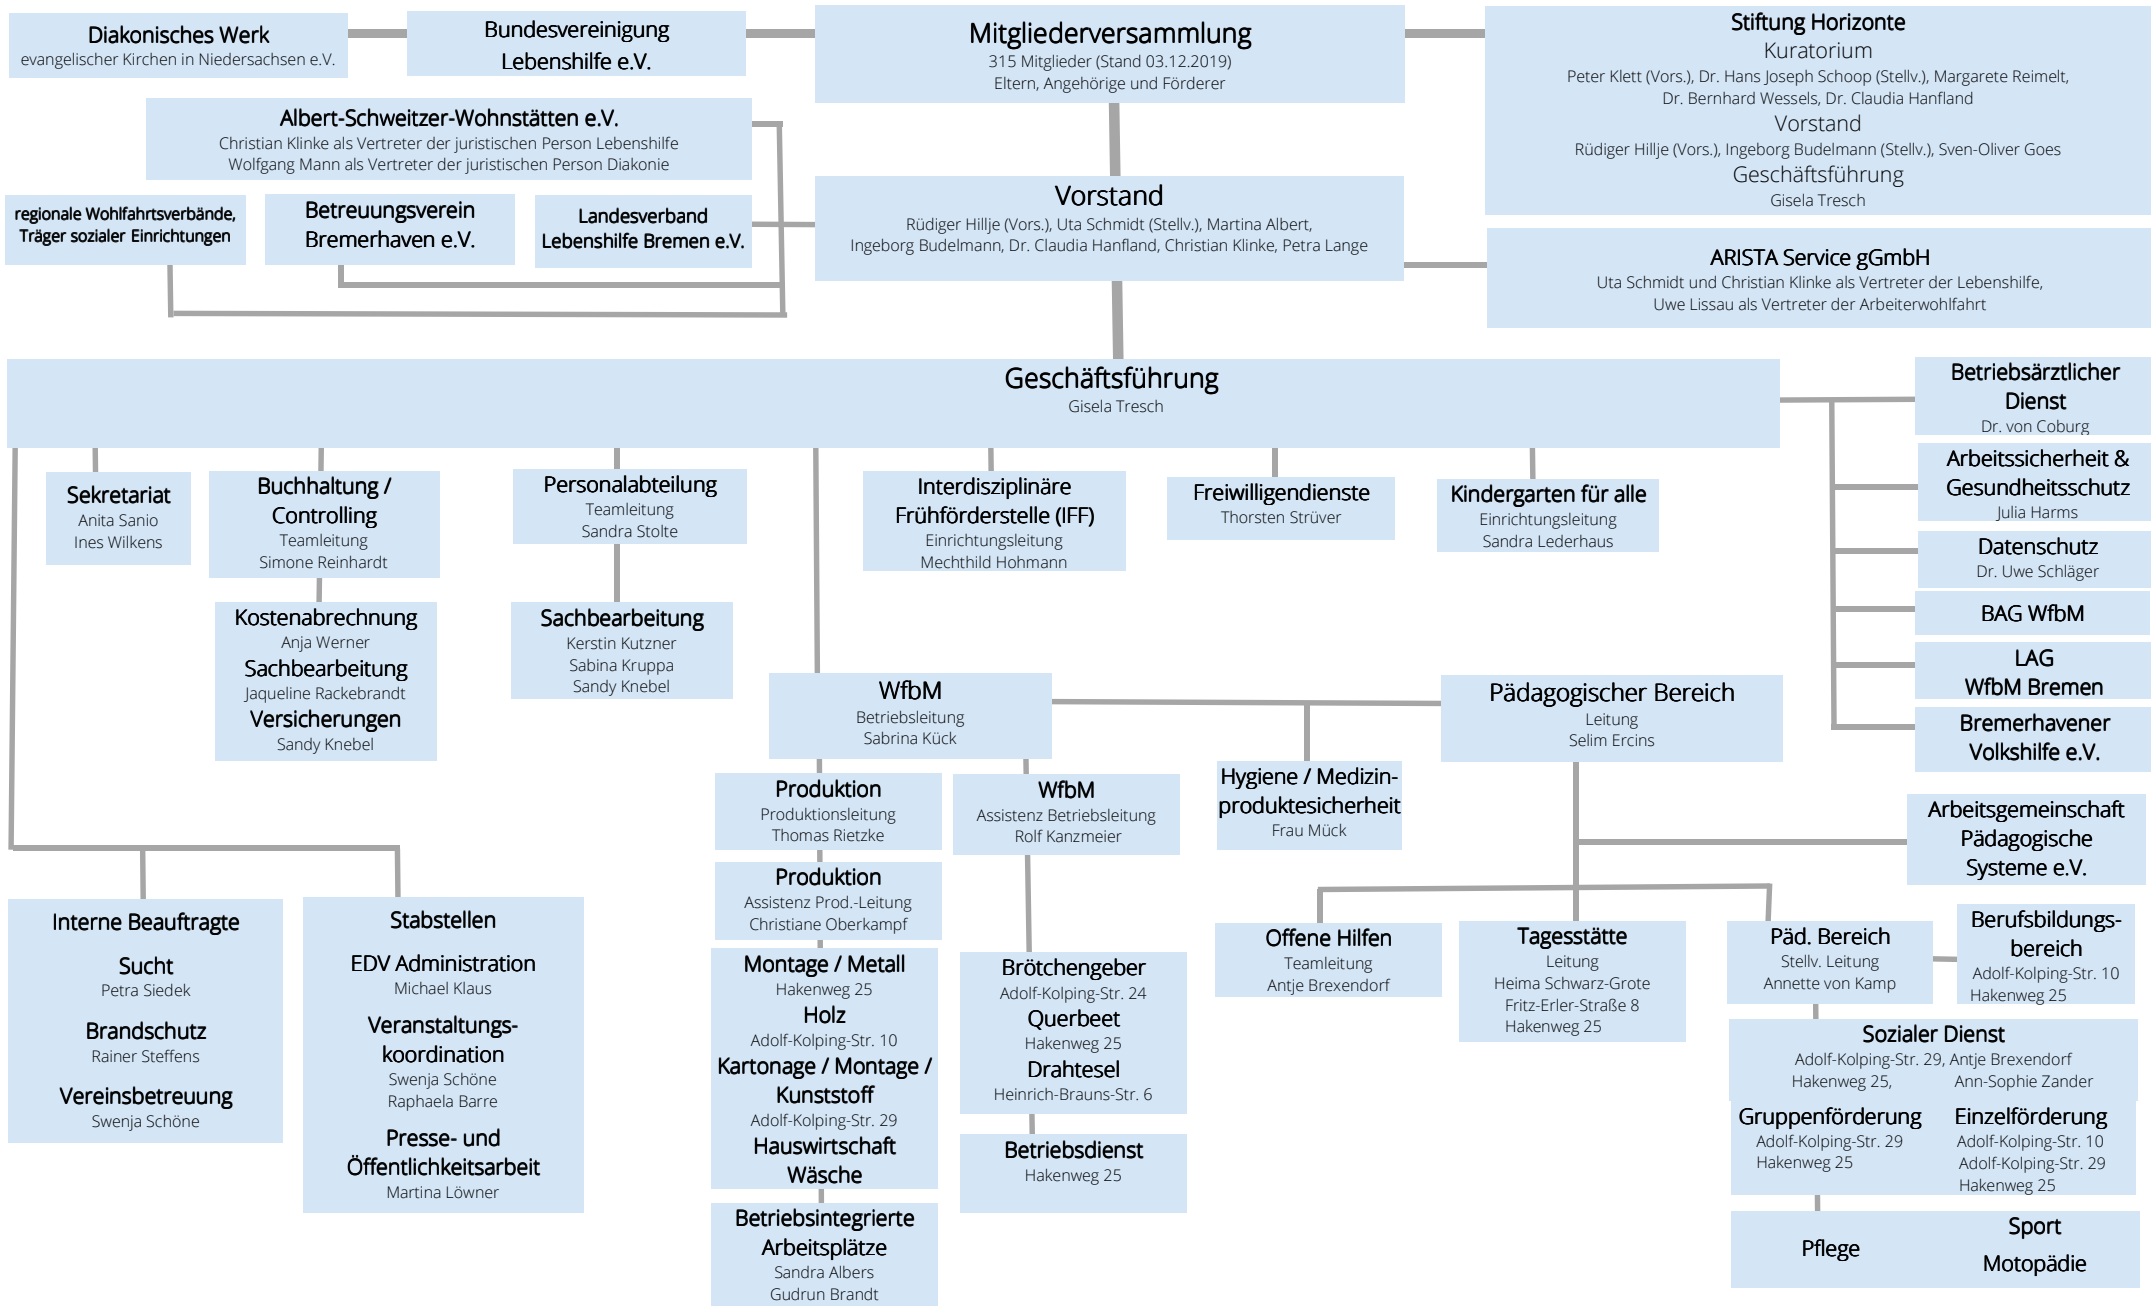 Diakonisches Werk
evangelischer Kirchen in Niedersachsen e.V.
Bundesvereinigung
Lebenshilfe e.V.
Mitgliederversammlung
315 Mitglieder (Stand 03.12.2019)
Eltern, Angehörige und Förderer
Stiftung Horizonte
Kuratorium
Peter Klett (Vors.), Dr. Hans Joseph Schoop (Stellv.), Margarete Reimelt,
Dr. Bernhard Wessels, Dr. Claudia Hanfland
Vorstand
Rüdiger Hillje (Vors.), Ingeborg Budelmann (Stellv.), Sven-Oliver Goes
Geschäftsführung
Gisela Tresch
Albert-Schweitzer-Wohnstätten e.V.
Christian Klinke als Vertreter der juristischen Person Lebenshilfe
Wolfgang Mann als Vertreter der juristischen Person Diakonie
regionale Wohlfahrtsverbände,
Träger sozialer Einrichtungen
Betreuungsverein
Bremerhaven e.V.
Landesverband
Lebenshilfe Bremen e.V.
Vorstand
Rüdiger Hillje (Vors.), Uta Schmidt (Stellv.), Martina Albert,
Ingeborg Budelmann, Dr. Claudia Hanfland, Christian Klinke, Petra Lange
ARISTA Service gGmbH
Uta Schmidt und Christian Klinke als Vertreter der Lebenshilfe,
Uwe Lissau als Vertreter der Arbeiterwohlfahrt
Geschäftsführung
Gisela Tresch
Betriebsärztlicher
Dienst
Dr. von Coburg
Arbeitssicherheit &
Gesundheitsschutz
Julia Harms
Datenschutz
Dr. Uwe Schläger
BAG WfbM
LAG
WfbM Bremen
Bremerhavener
Volkshilfe e.V.
Sekretariat
Anita Sanio
Ines Wilkens
Buchhaltung /
Controlling
Teamleitung
Simone Reinhardt
Kostenabrechnung
Anja Werner
Sachbearbeitung
Jaqueline Rackebrandt
Versicherungen
Sandy Knebel
Personalabteilung
Teamleitung
Sandra Stolte
Sachbearbeitung
Kerstin Kutzner
Sabina Kruppa
Sandy Knebel
Interdisziplinäre
Frühförderstelle (IFF)
Einrichtungsleitung
Mechthild Hohmann
Freiwilligendienste
Thorsten Strüver
Kindergarten für alle
Einrichtungsleitung
Sandra Lederhaus
WfbM
Betriebsleitung
Sabrina Kück
Pädagogischer Bereich
Leitung
Selim Ercins
Hygiene / Medizin-
produktesicherheit
Frau Mück
Arbeitsgemeinschaft
Pädagogische
Systeme e.V.
Produktion
Produktionsleitung
Thomas Rietzke
Produktion
Assistenz Prod.-Leitung
Christiane Oberkampf
Montage / Metall
Hakenweg 25
Holz
Adolf-Kolping-Str. 10
Kartonage / Montage /
Kunststoff
Adolf-Kolping-Str. 29
Hauswirtschaft
Wäsche
Betriebsintegrierte
Arbeitsplätze
Sandra Albers
Gudrun Brandt
WfbM
Assistenz Betriebsleitung
Rolf Kanzmeier
Brötchengeber
Adolf-Kolping-Str. 24
Querbeet
Hakenweg 25
Drahtesel
Heinrich-Brauns-Str. 6
Betriebsdienst
Hakenweg 25
Interne Beauftragte
Sucht
Petra Siedek
Brandschutz
Rainer Steffens
Vereinsbetreuung
Swenja Schöne
Stabstellen
EDV Administration
Michael Klaus
Veranstaltungs-
koordination
Swenja Schöne
Raphaela Barre
Presse- und
Öffentlichkeitsarbeit
Martina Löwner
Offene Hilfen
Teamleitung
Antje Brexendorf
Tagesstätte
Leitung
Heima Schwarz-Grote
Fritz-Erler-Straße 8
Hakenweg 25
Päd. Bereich
Stellv. Leitung
Annette von Kamp
Berufsbildungs-
bereich
Adolf-Kolping-Str. 10
Hakenweg 25
Sozialer Dienst
Adolf-Kolping-Str. 29, Antje Brexendorf
Hakenweg 25, Ann-Sophie Zander
Gruppenförderung
Adolf-Kolping-Str. 29
Hakenweg 25
Einzelförderung
Adolf-Kolping-Str. 10
Adolf-Kolping-Str. 29
Hakenweg 25
Pflege
Sport
Motopädie